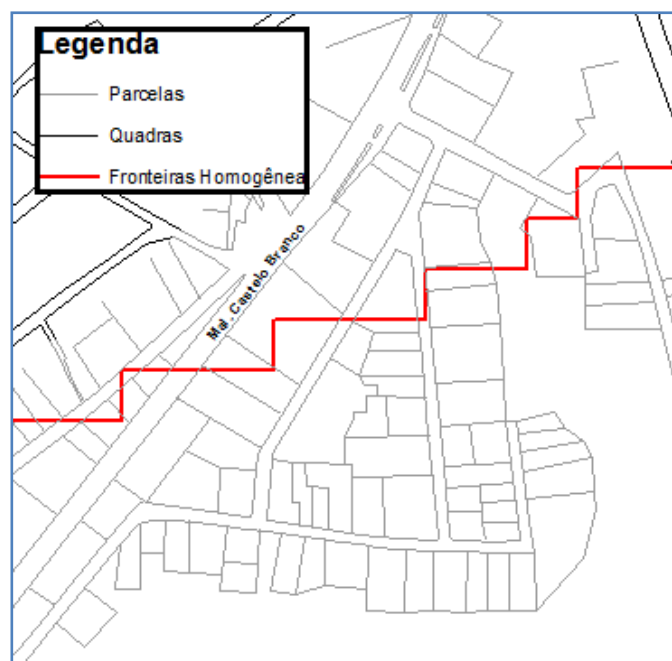 Legenda
Parcelas
Quadras
Fronteiras Homogênea
Mal. Castelo Branco